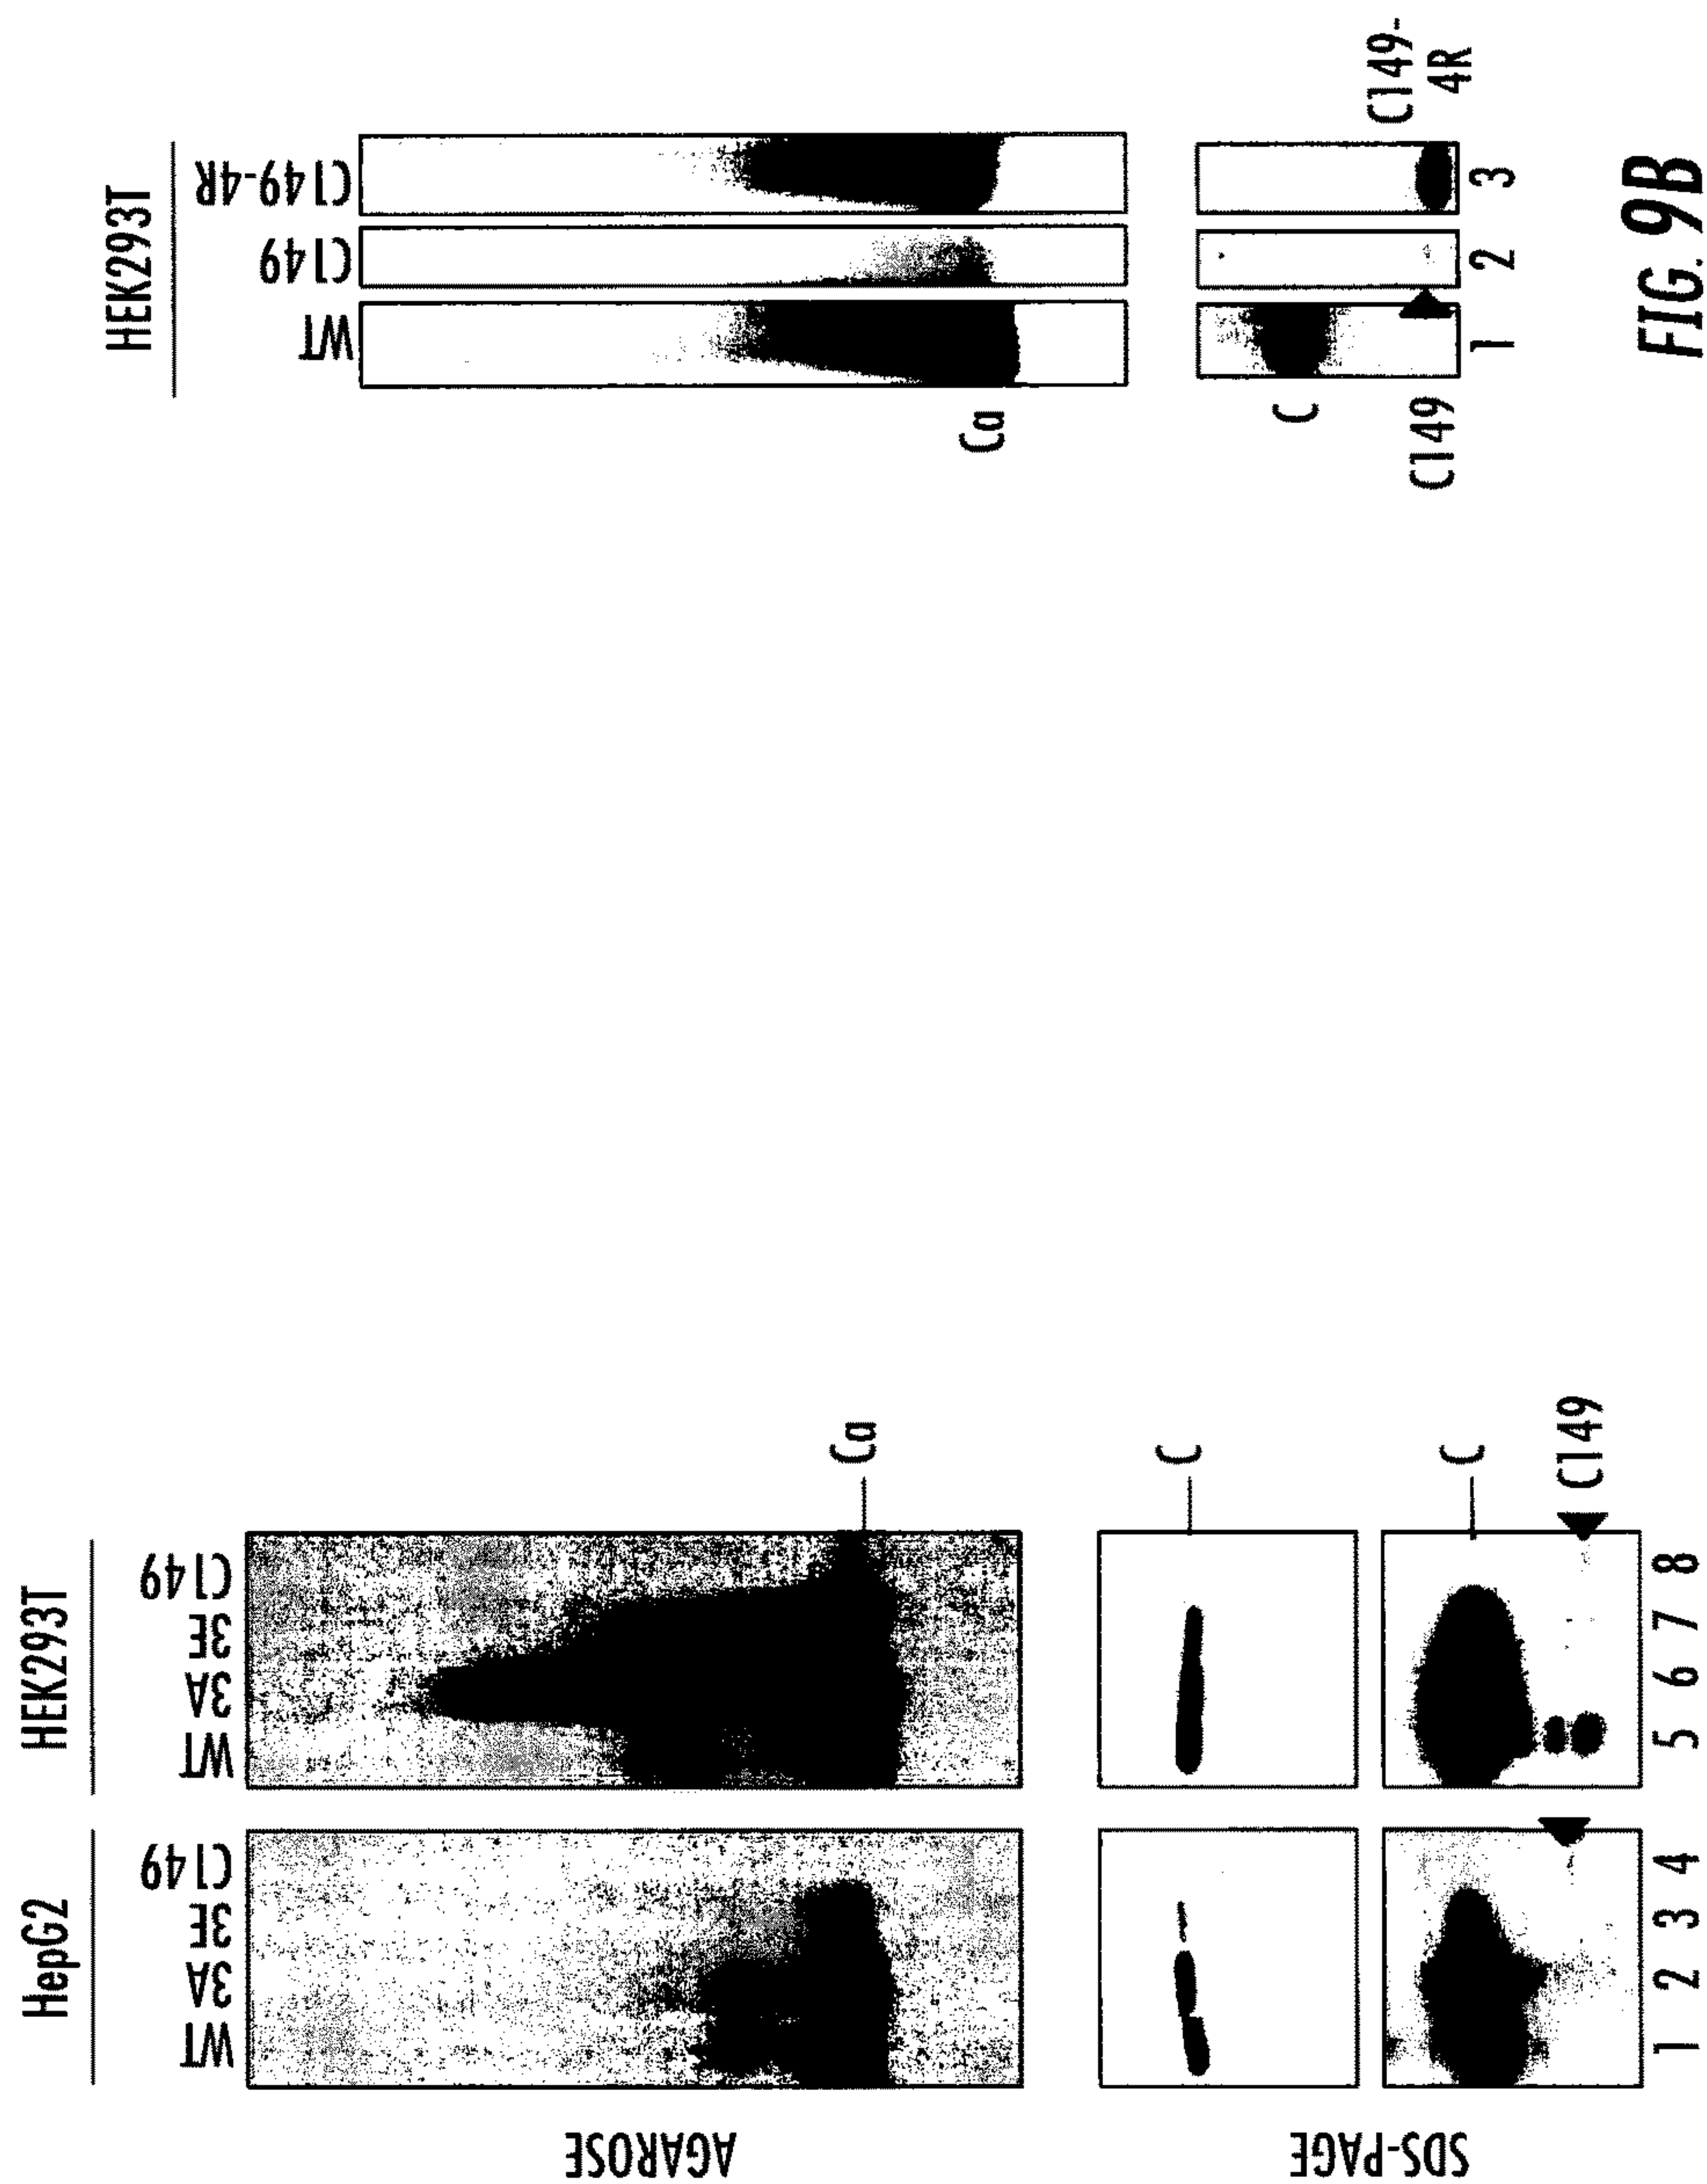 HepG2
HEK293T
WT 3A 3E C149
WT 3A 3E C149
AGAROSE
Ca
SDS-PAGE
C
C
C149
1 2 3 4
5 6 7 8
HEK293T
WT C149 C149-4R
Ca
C
C149
C149-
4R
1 2 3
FIG. 9B